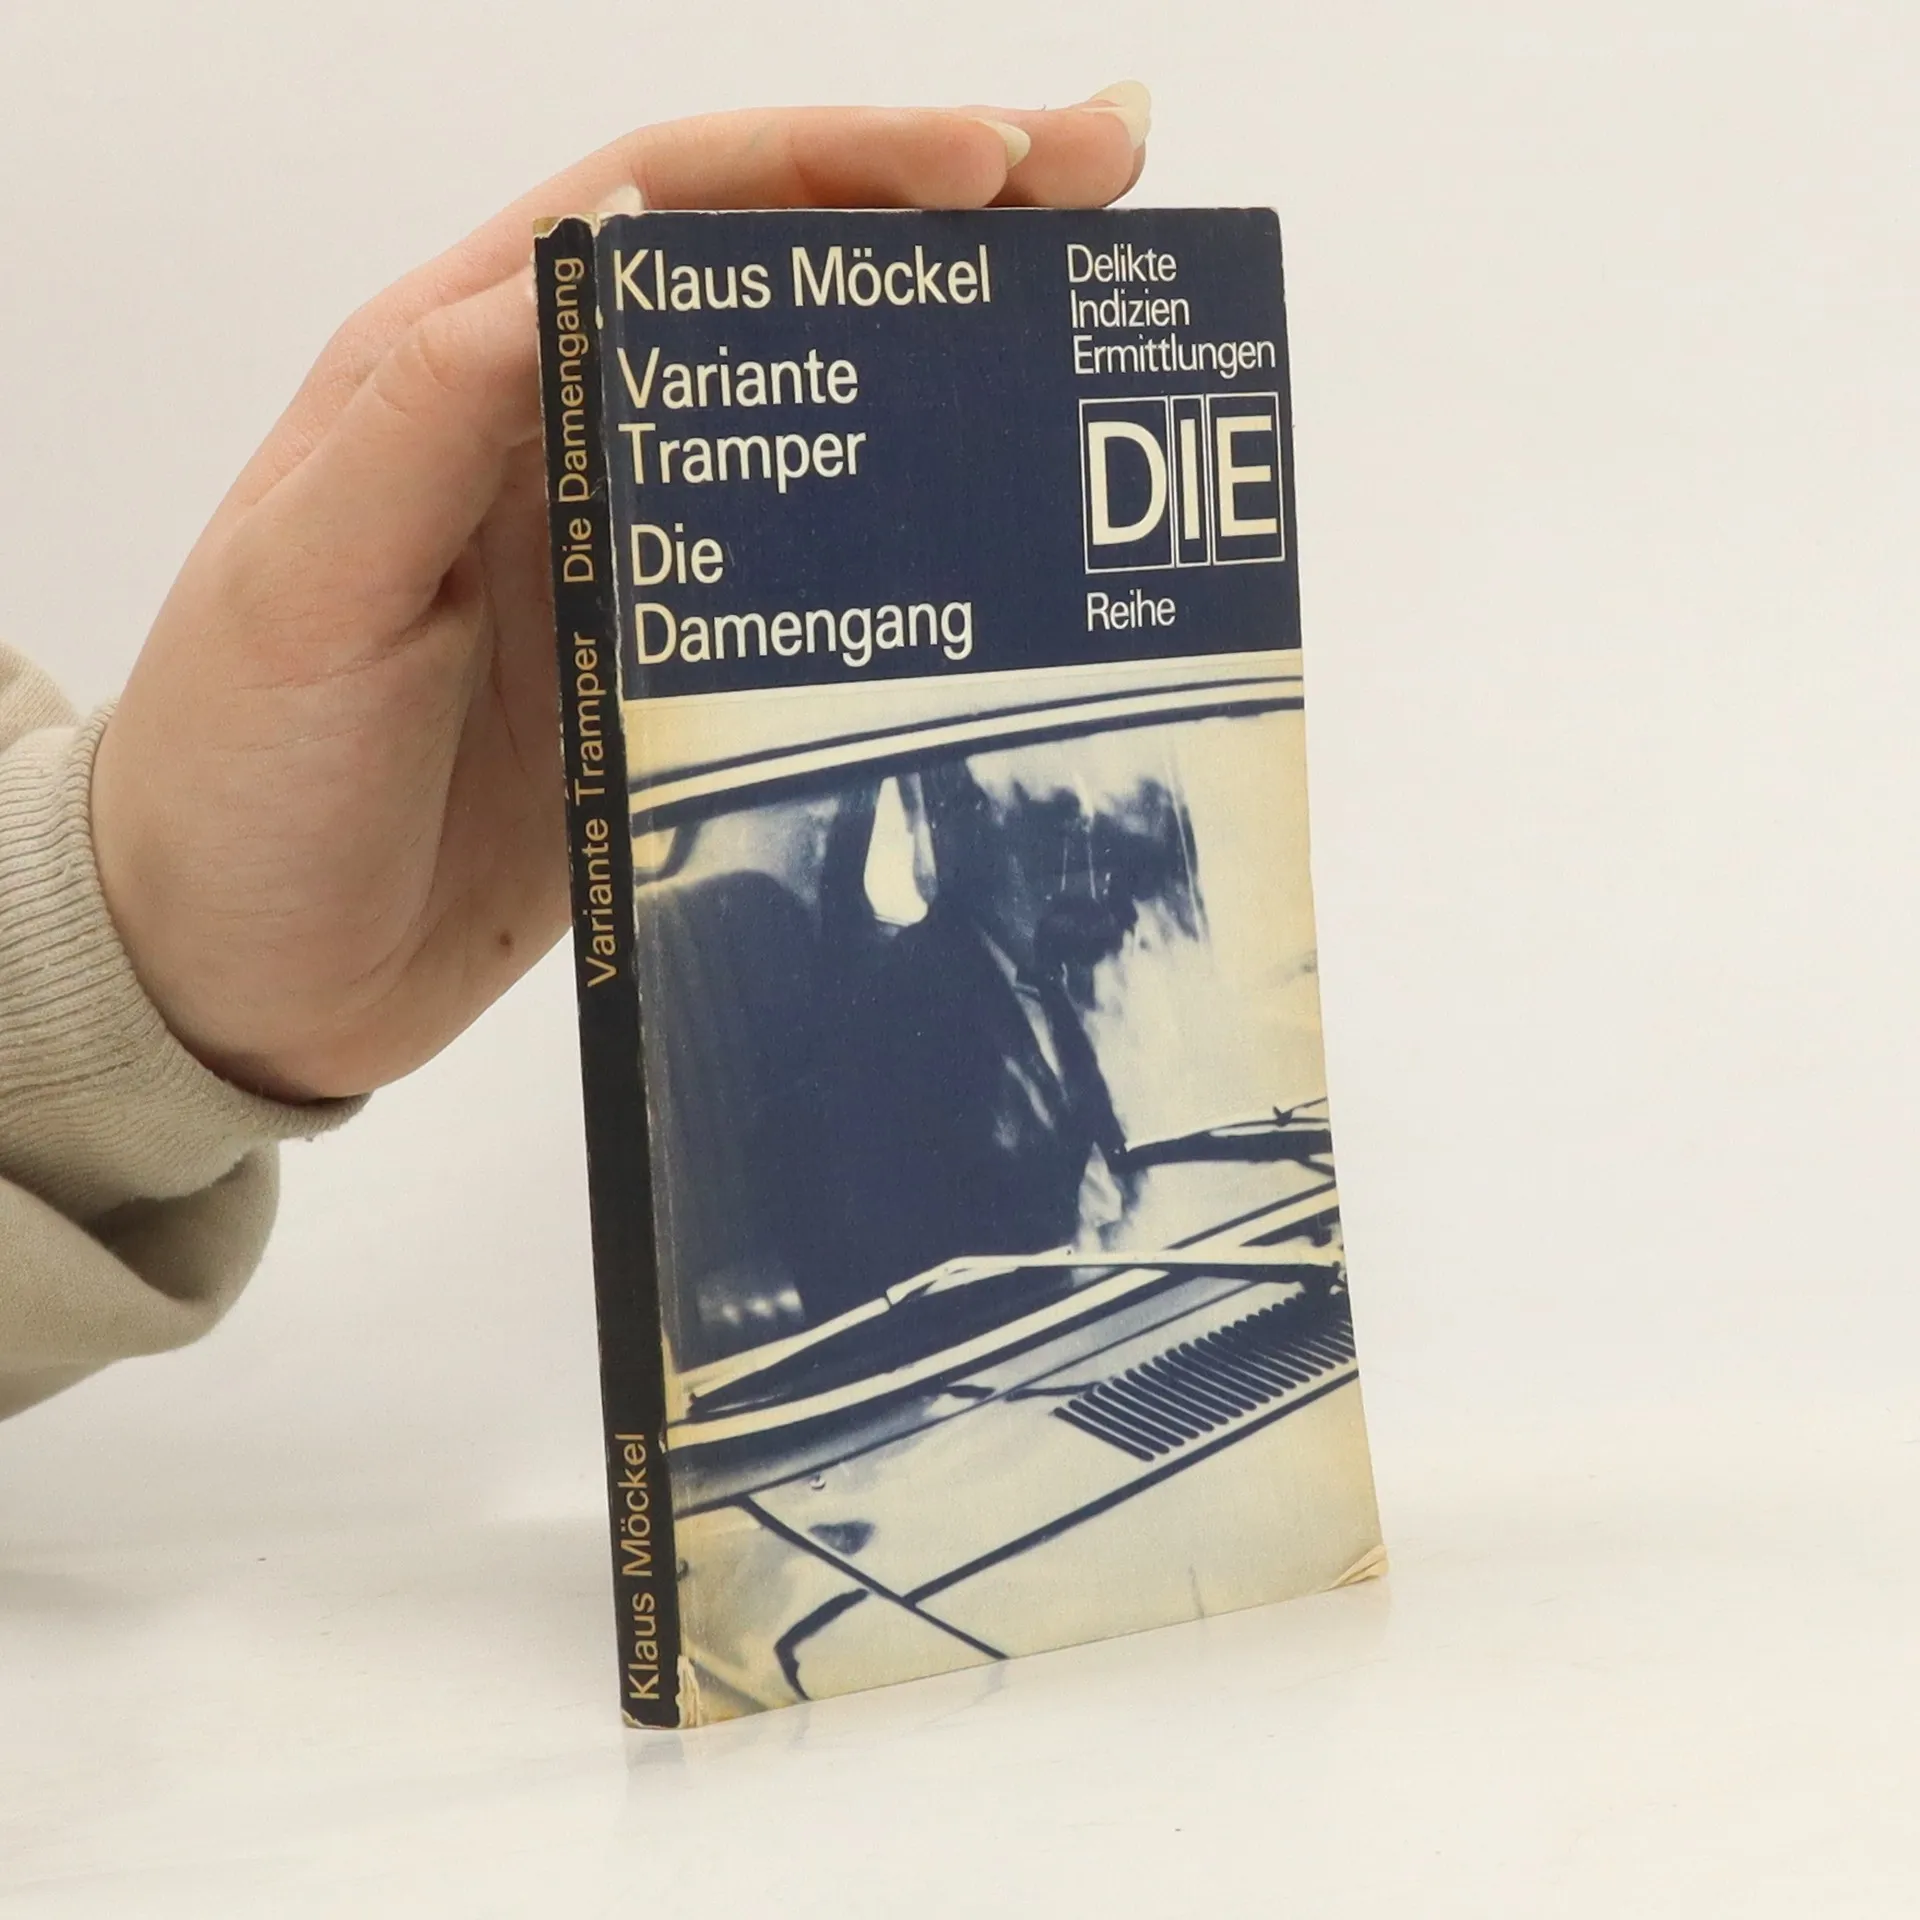 Klaus Möckel
Variante
Tramper
Die
Damengang
Delikte
Indizien
Ermittlungen
DIE
Reihe
Klaus Möckel Variante Tramper Die Damengang